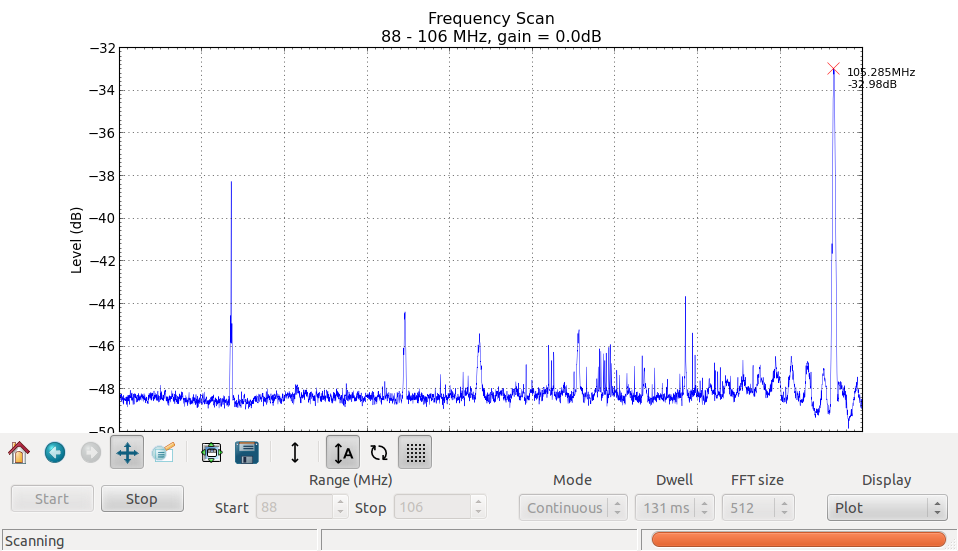 Frequency Scan
88 - 106 MHz, gain = 0.0dB
−32
105.285MHz
-32.98dB
−34
−36
−38
−40
−42
−44
−46
−48
−50
Level (dB)
A
Range (MHz)
Mode
Dwell
FFT size
Display
Start
Stop
Start
88
Stop
106
Continuous
131 ms
512
Plot
Scanning